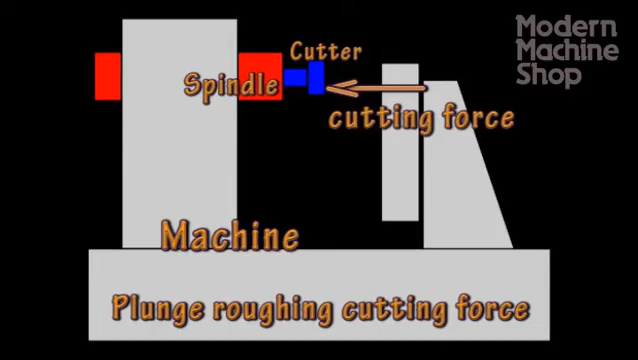 Modern
Machine
Shop
Cutter
Spindle
cutting force
Machine
Plunge roughing cutting force